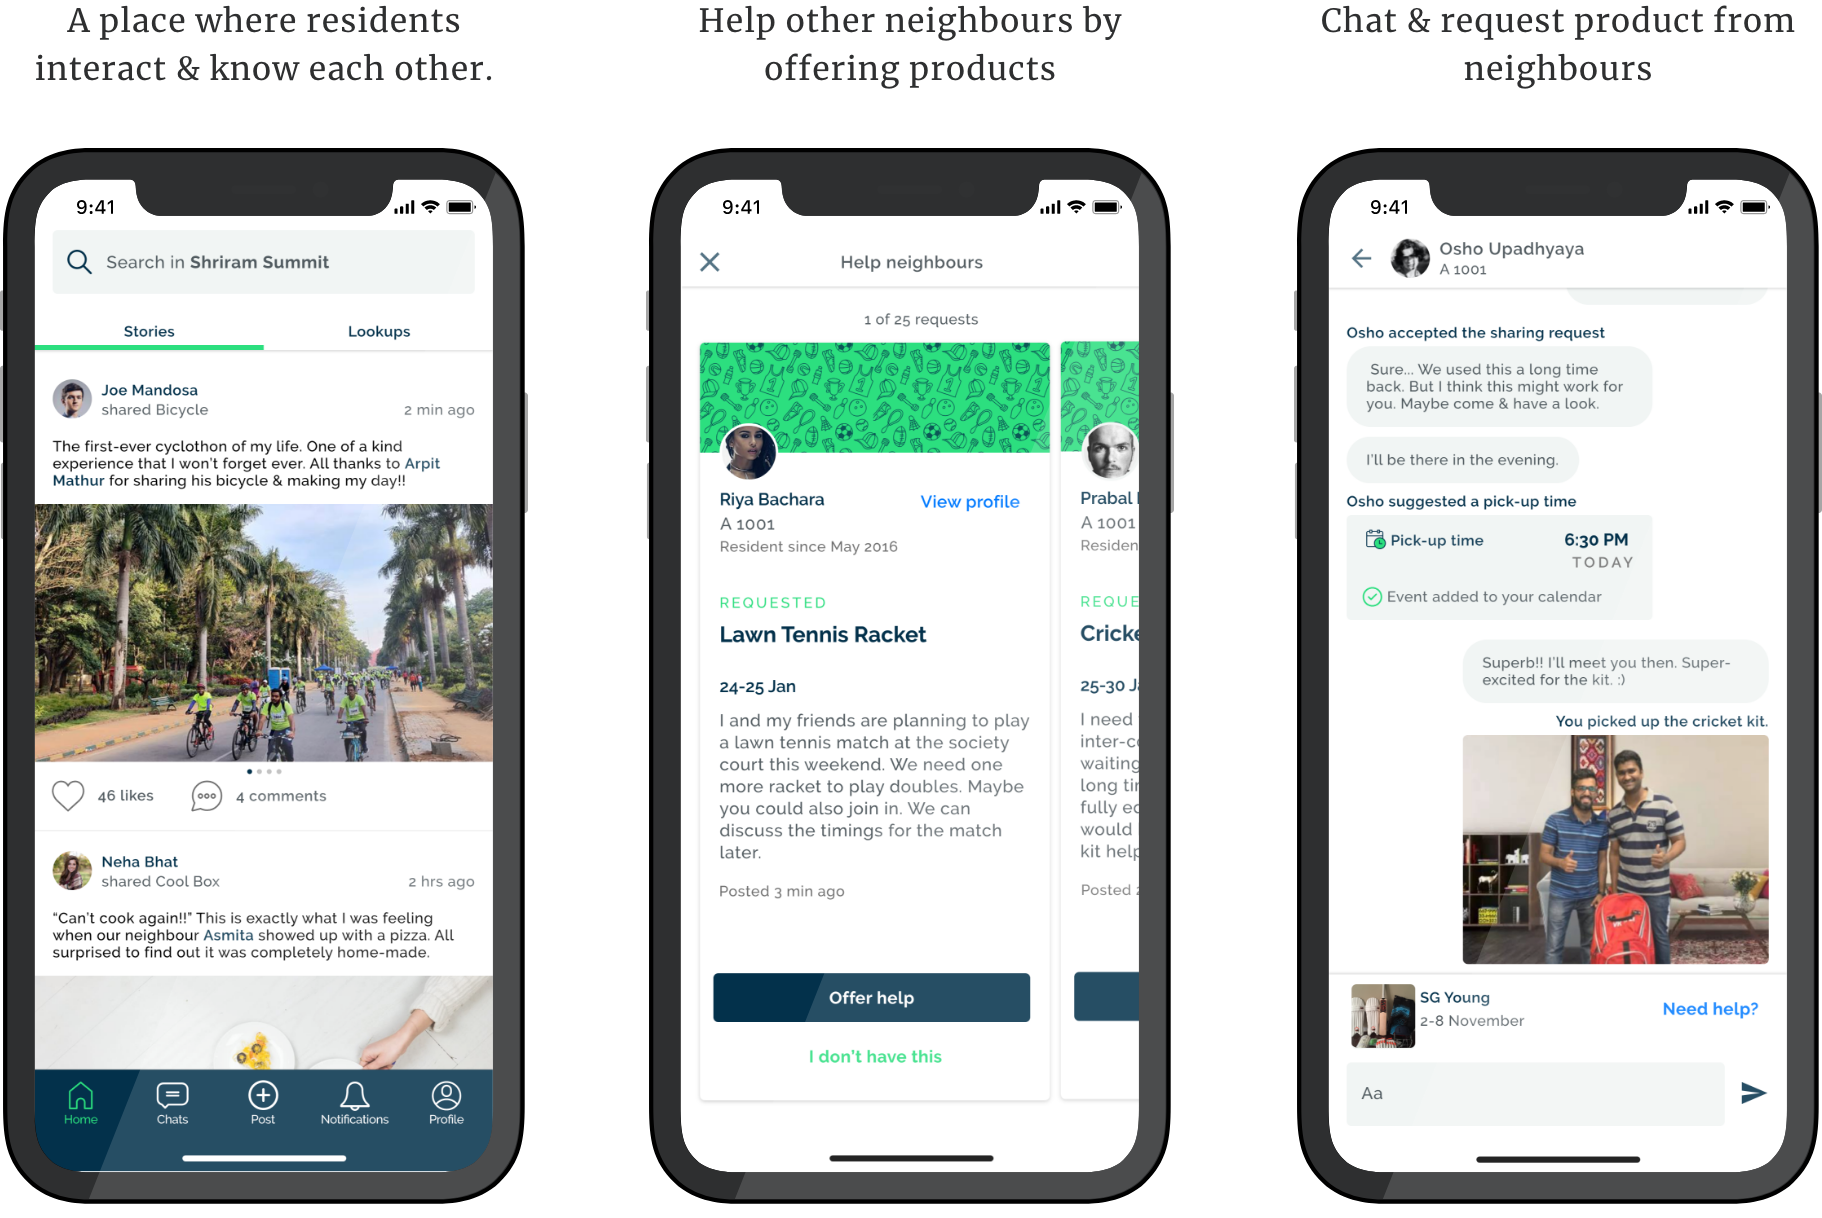 A place where residents
interact & know each other.
9:41
Search in Shriram Summit
Stories
Lookups
Joe Mandosa
shared Bicycle
2 min ago
The first-ever cyclothon of my life. One of a kind
experience that I won't forget ever. All thanks to Arpit
Mathur for sharing his bicycle & making my day!!
46 likes
4 comments
Neha Bhat
shared Cool Box
2 hrs ago
“Can't cook again!!” This is exactly what I was feeling
when our neighbour Asmita showed up with a pizza. All
surprised to find out it was completely home-made.
Home
Chats
Post
Notifications
Profile
Help other neighbours by
offering products
9:41
Help neighbours
1 of 25 requests
Riya Bachara
View profile
A 1001
Resident since May 2016
REQUESTED
Lawn Tennis Racket
24-25 Jan
I and my friends are planning to play
a lawn tennis match at the society
court this weekend. We need one
more racket to play doubles. Maybe
you could also join in. We can
discuss the timings for the match
later.
Posted 3 min ago
Offer help
I don't have this
Prabal
A 1001
Residen
REQUE
Cricke
25-30 J
I need
inter-c
waiting
long ti
fully e
would
kit help
Posted
Chat & request product from
neighbours
9:41
Osho Upadhyaya
A 1001
Osho accepted the sharing request
Sure... We used this a long time
back. But I think this might work for
you. Maybe come & have a look.
I'll be there in the evening.
Osho suggested a pick-up time
Pick-up time
6:30 PM
TODAY
Event added to your calendar
Superb!! I'll meet you then. Super-
excited for the kit. :)
You picked up the cricket kit.
SG Young
2-8 November
Need help?
Aa